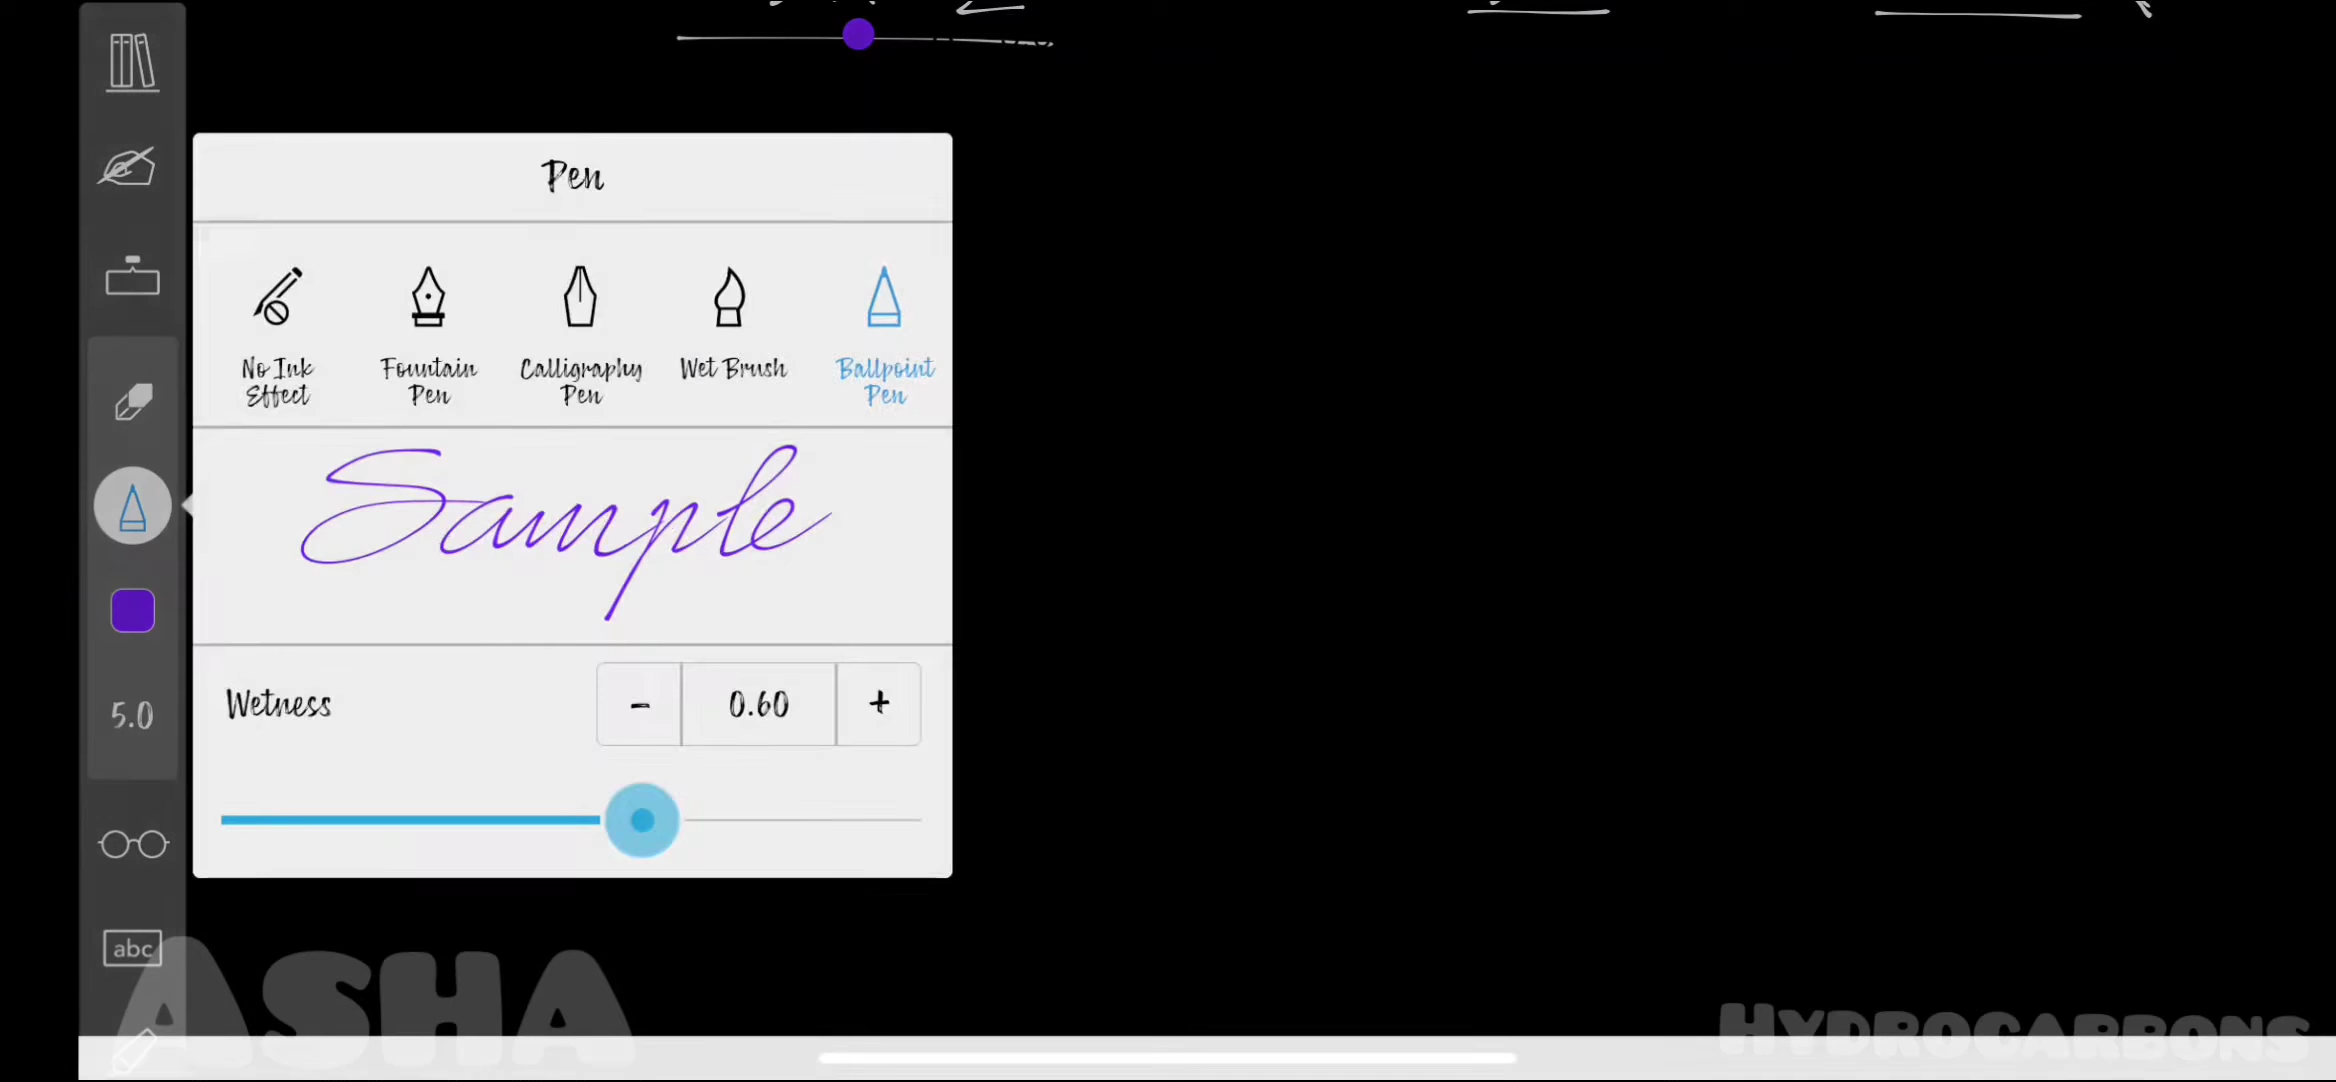 Pen
No Ink Effect
Fountain Pen
Calligraphy Pen
Wet Brush
Ballpoint Pen
Sample
5.0
Wetness - 0.60 +
abc
ASHA
HYDROCARBONS